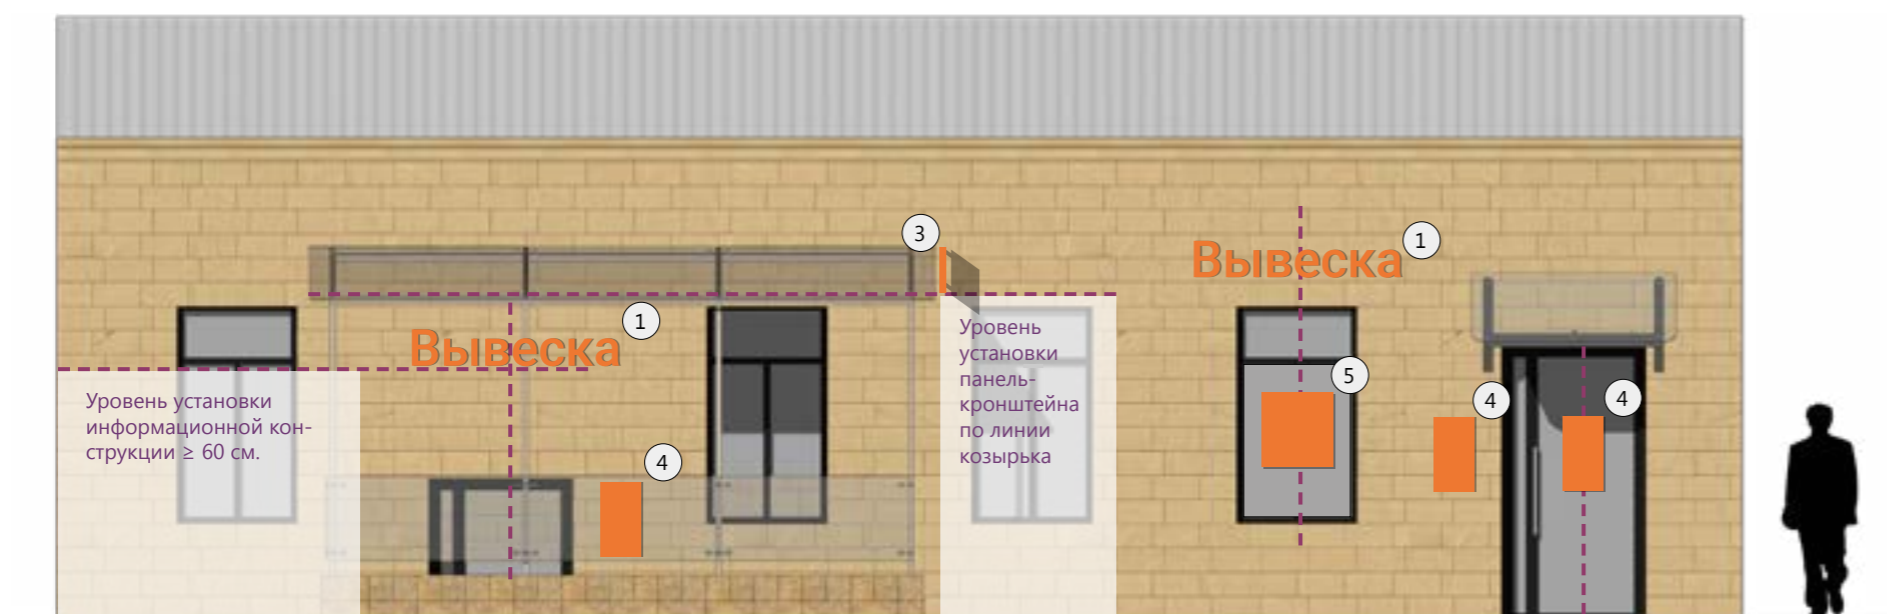 3
1
Вывеска
1
Вывеска
Уровень
установки
панель-
кронштейна
по линии
козырька
5
4
4
Уровень установки
информационной кон-
струкции ≥ 60 см.
4